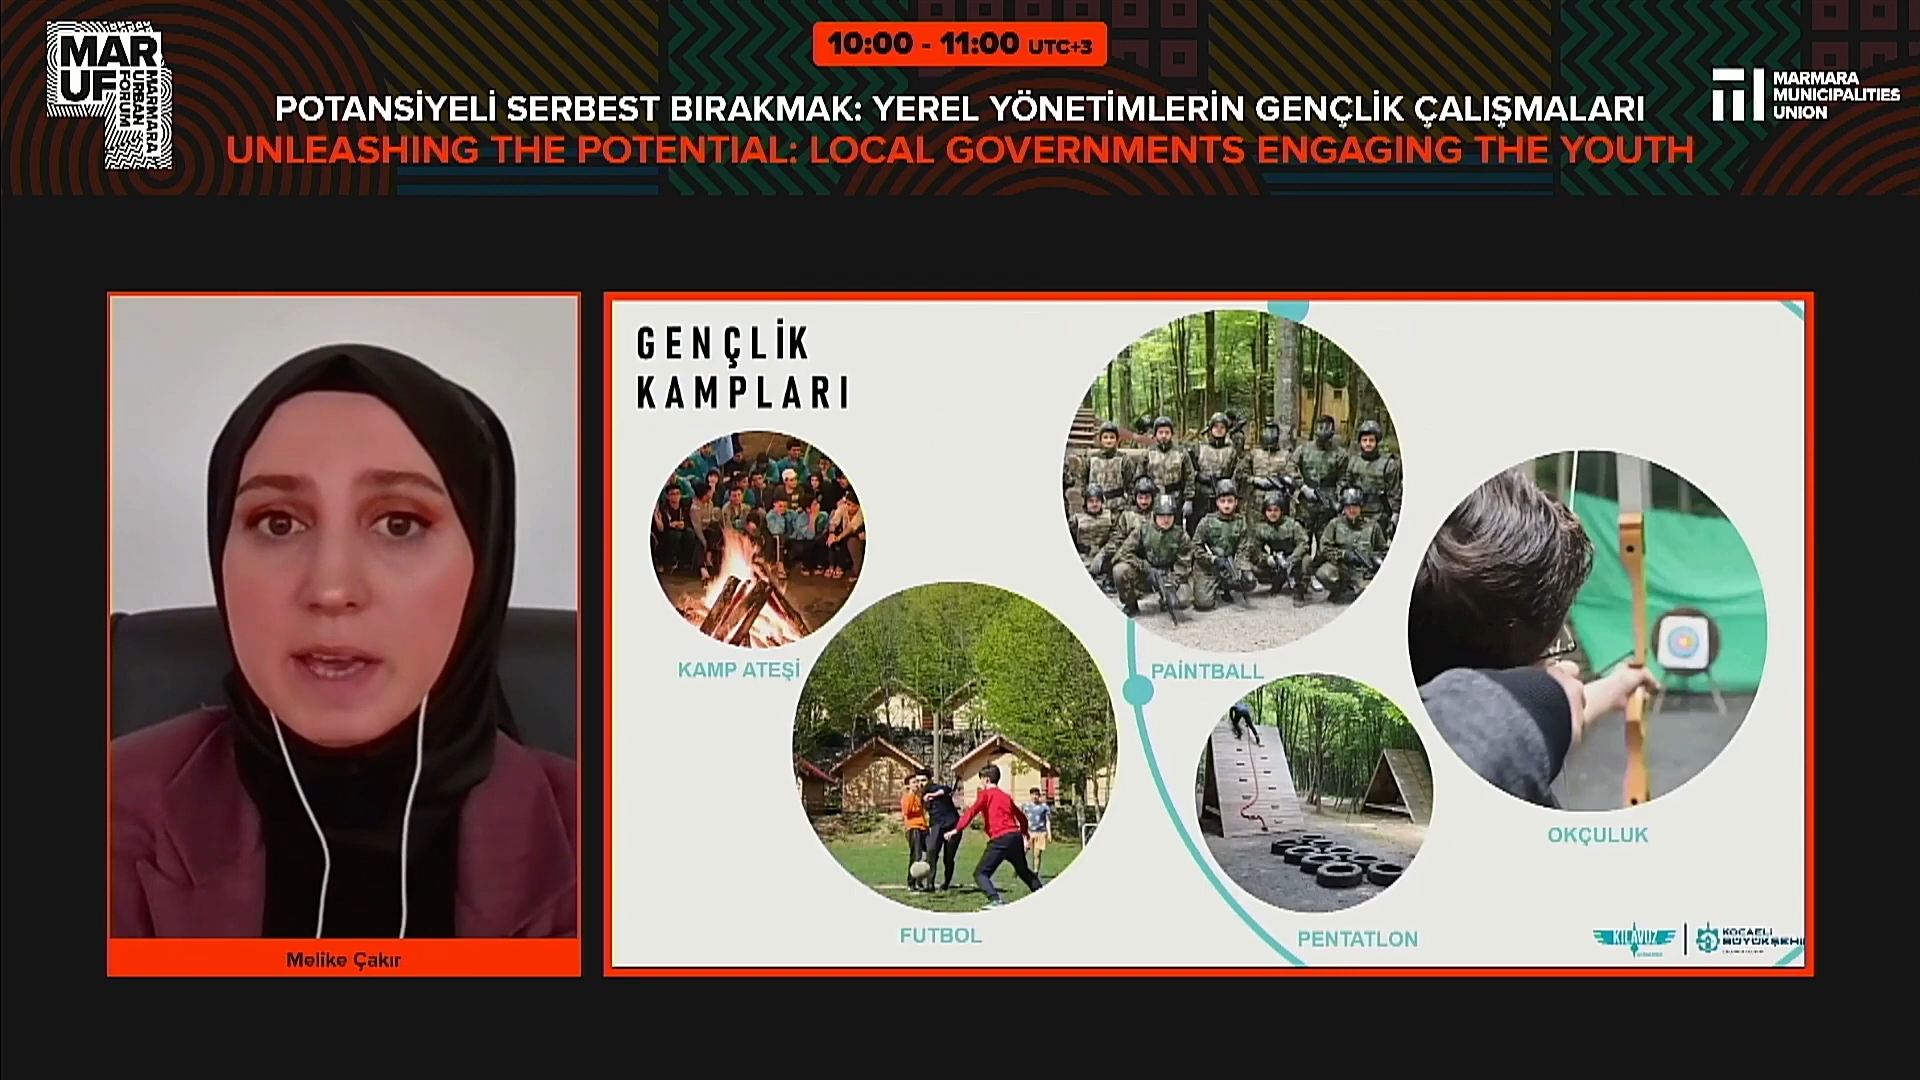 MAR
UF
MARMARA
URBAN
FORUM
10:00 - 11:00 UTC+3
POTANSİYELİ SERBEST BIRAKMAK: YEREL YÖNETİMLERİN GENÇLİK ÇALIŞMALARI
UNLEASHING THE POTENTIAL: LOCAL GOVERNMENTS ENGAGING THE YOUTH
MARMARA
MUNICIPALITIES
UNION
GENÇLİK
KAMPLARI
KAMP ATEŞİ
PAİNTBALL
OKÇULUK
FUTBOL
PENTATLON
KILAVUZ
KOCAELİ
BÜYÜKŞEHİ
Melike Çakır